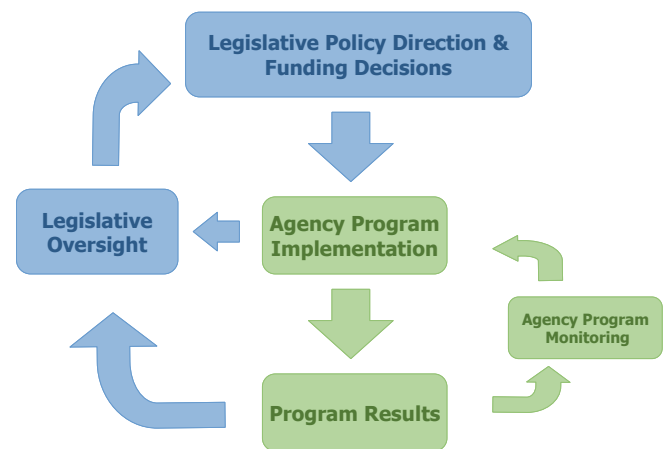 Legislative Policy Direction &
Funding Decisions
Legislative
Oversight
Agency Program
Implementation
Agency Program
Monitoring
Program Results